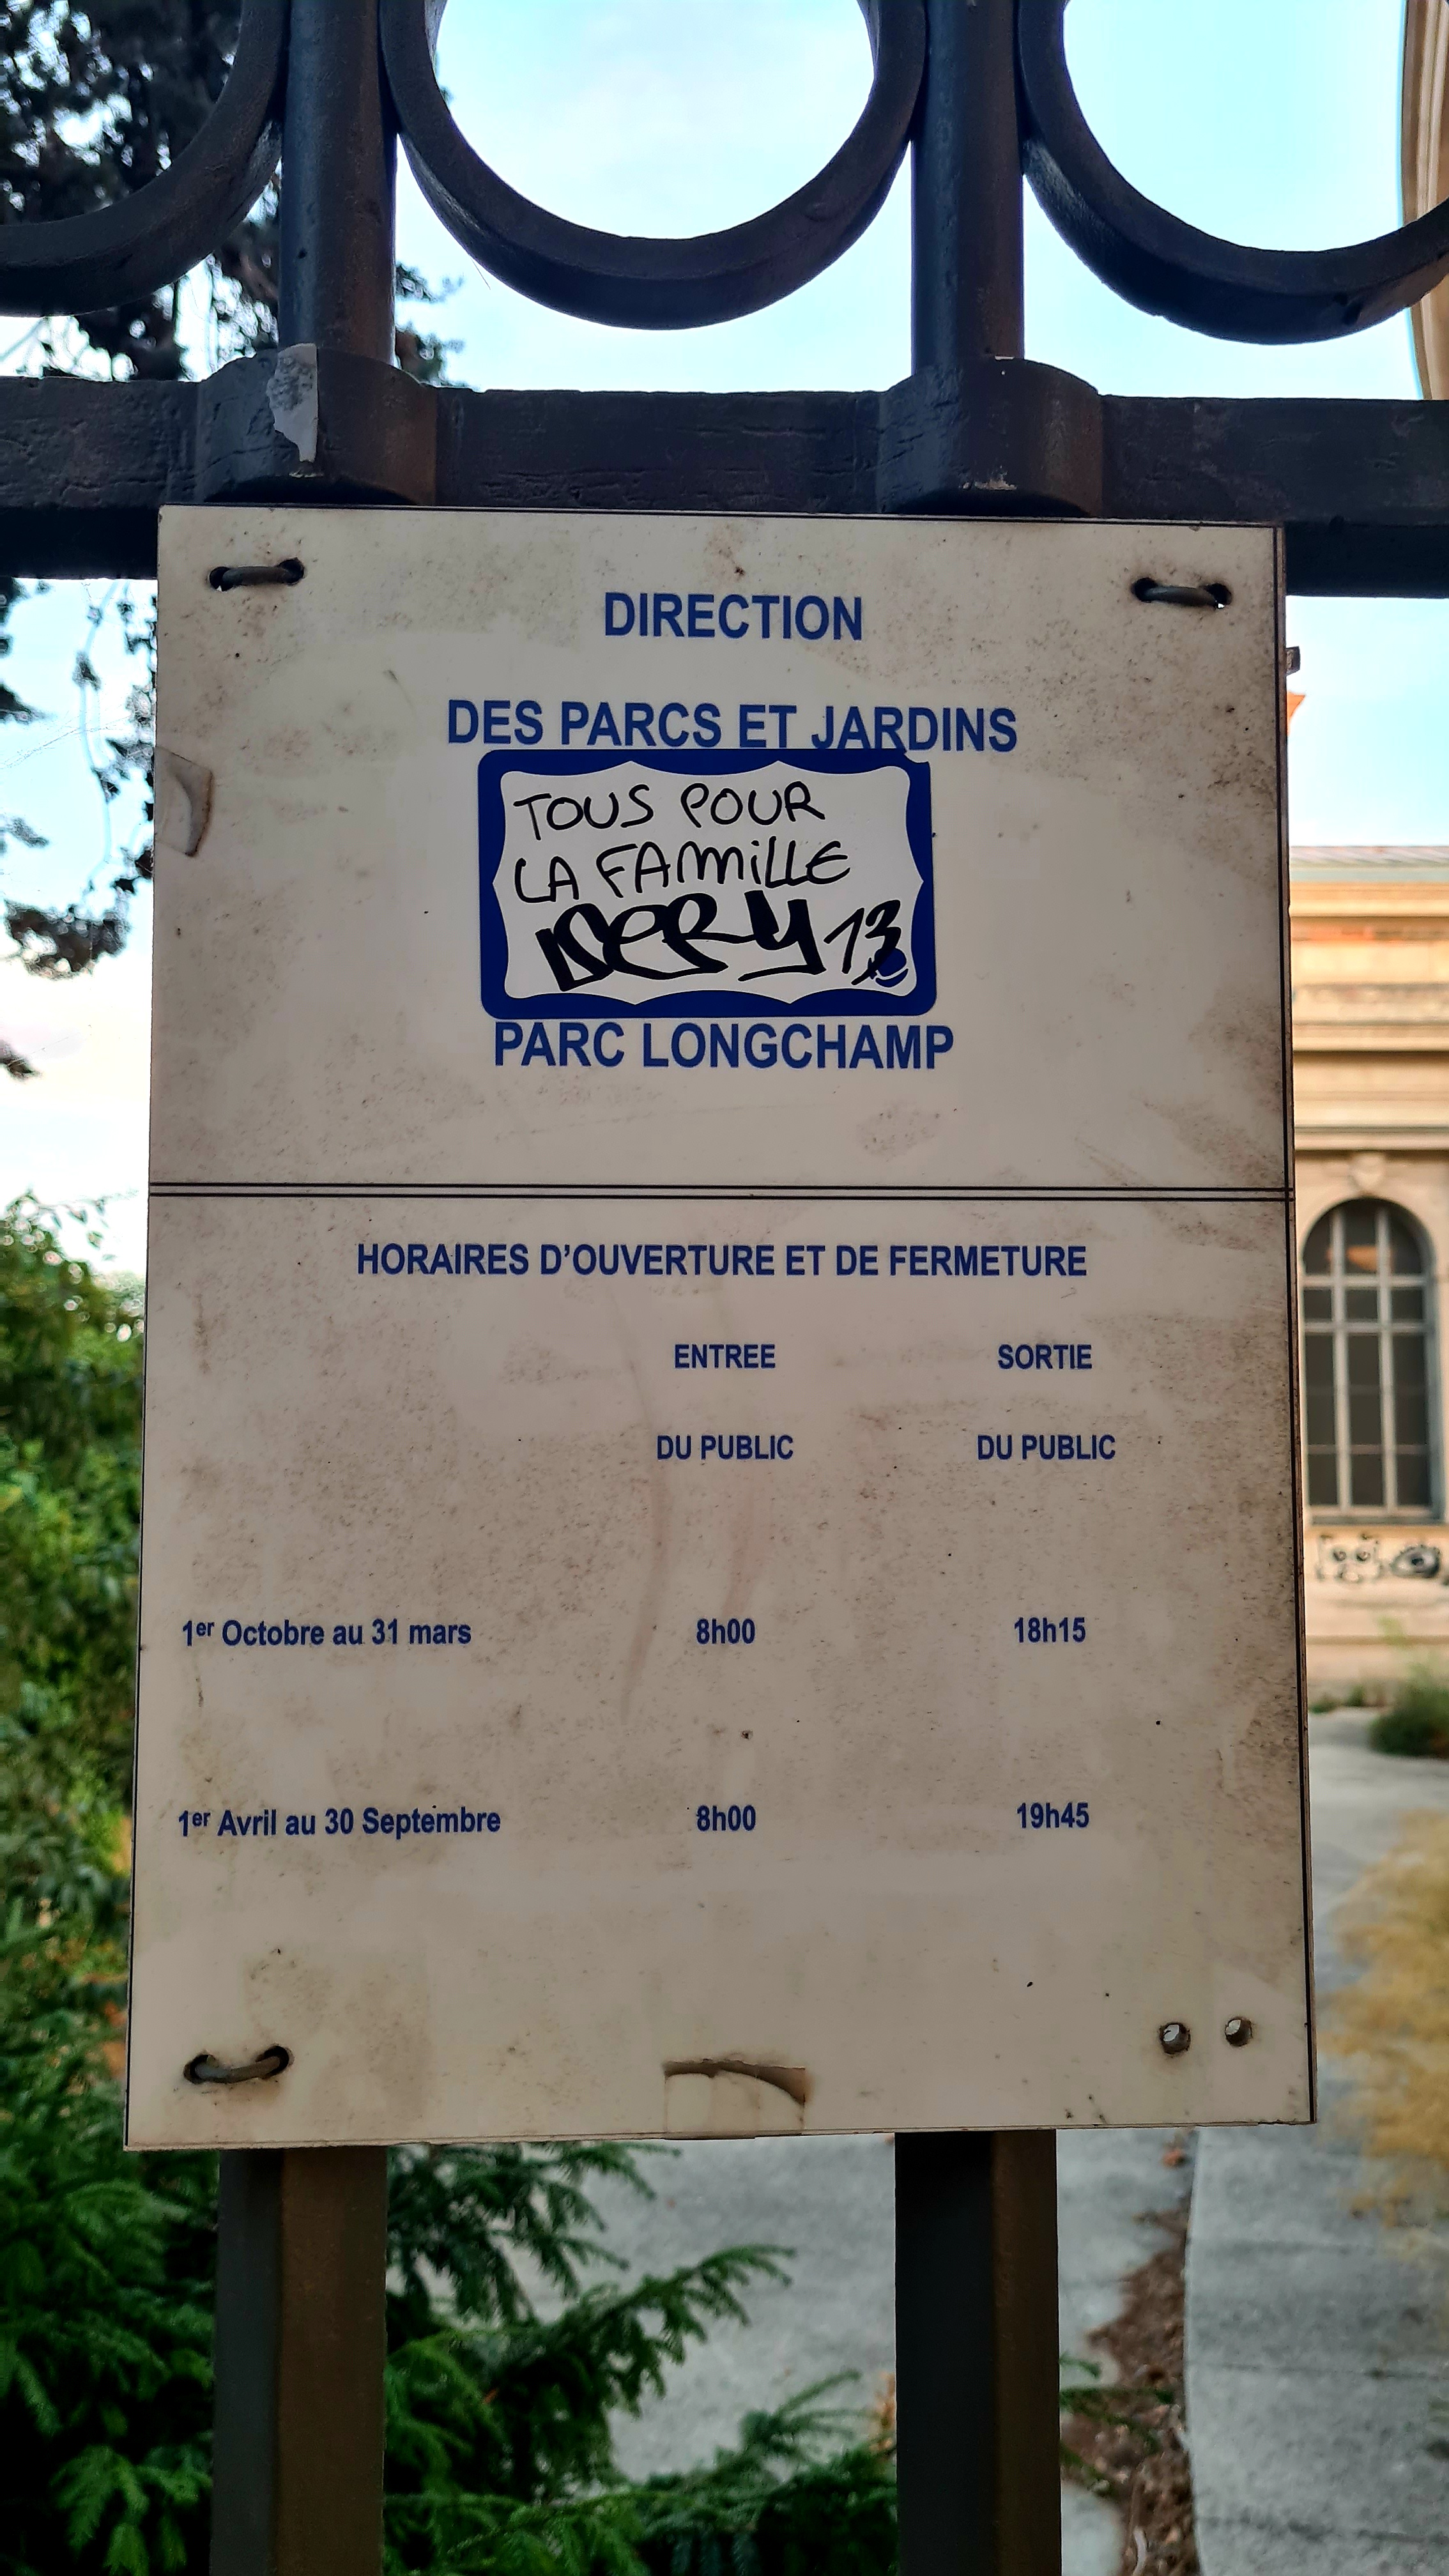 DIRECTION
DES PARCS ET JARDINS
TOUS POUR
LA FAMILLE
13
PARC LONGCHAMP
HORAIRES D’OUVERTURE ET DE FERMETURE
ENTREE SORTIE
DU PUBLIC DU PUBLIC
1er Octobre au 31 mars 8h00 18h15
1er Avril au 30 Septembre 8h00 19h45